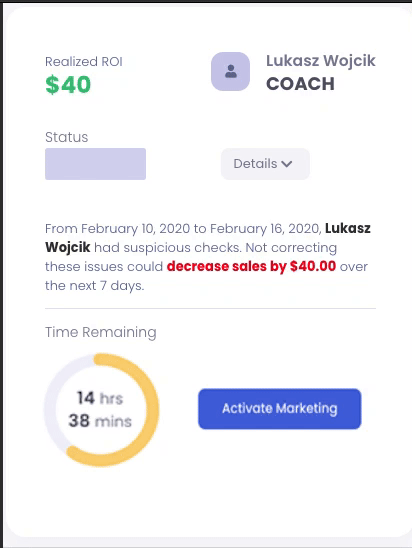 Realized ROI
$40
Lukasz Wojcik
COACH
Status
Details
From February 10, 2020 to February 16, 2020, Lukasz
Wojcik had suspicious checks. Not correcting
these issues could decrease sales by $40.00 over
the next 7 days.
Time Remaining
14 hrs
38 mins
Activate Marketing